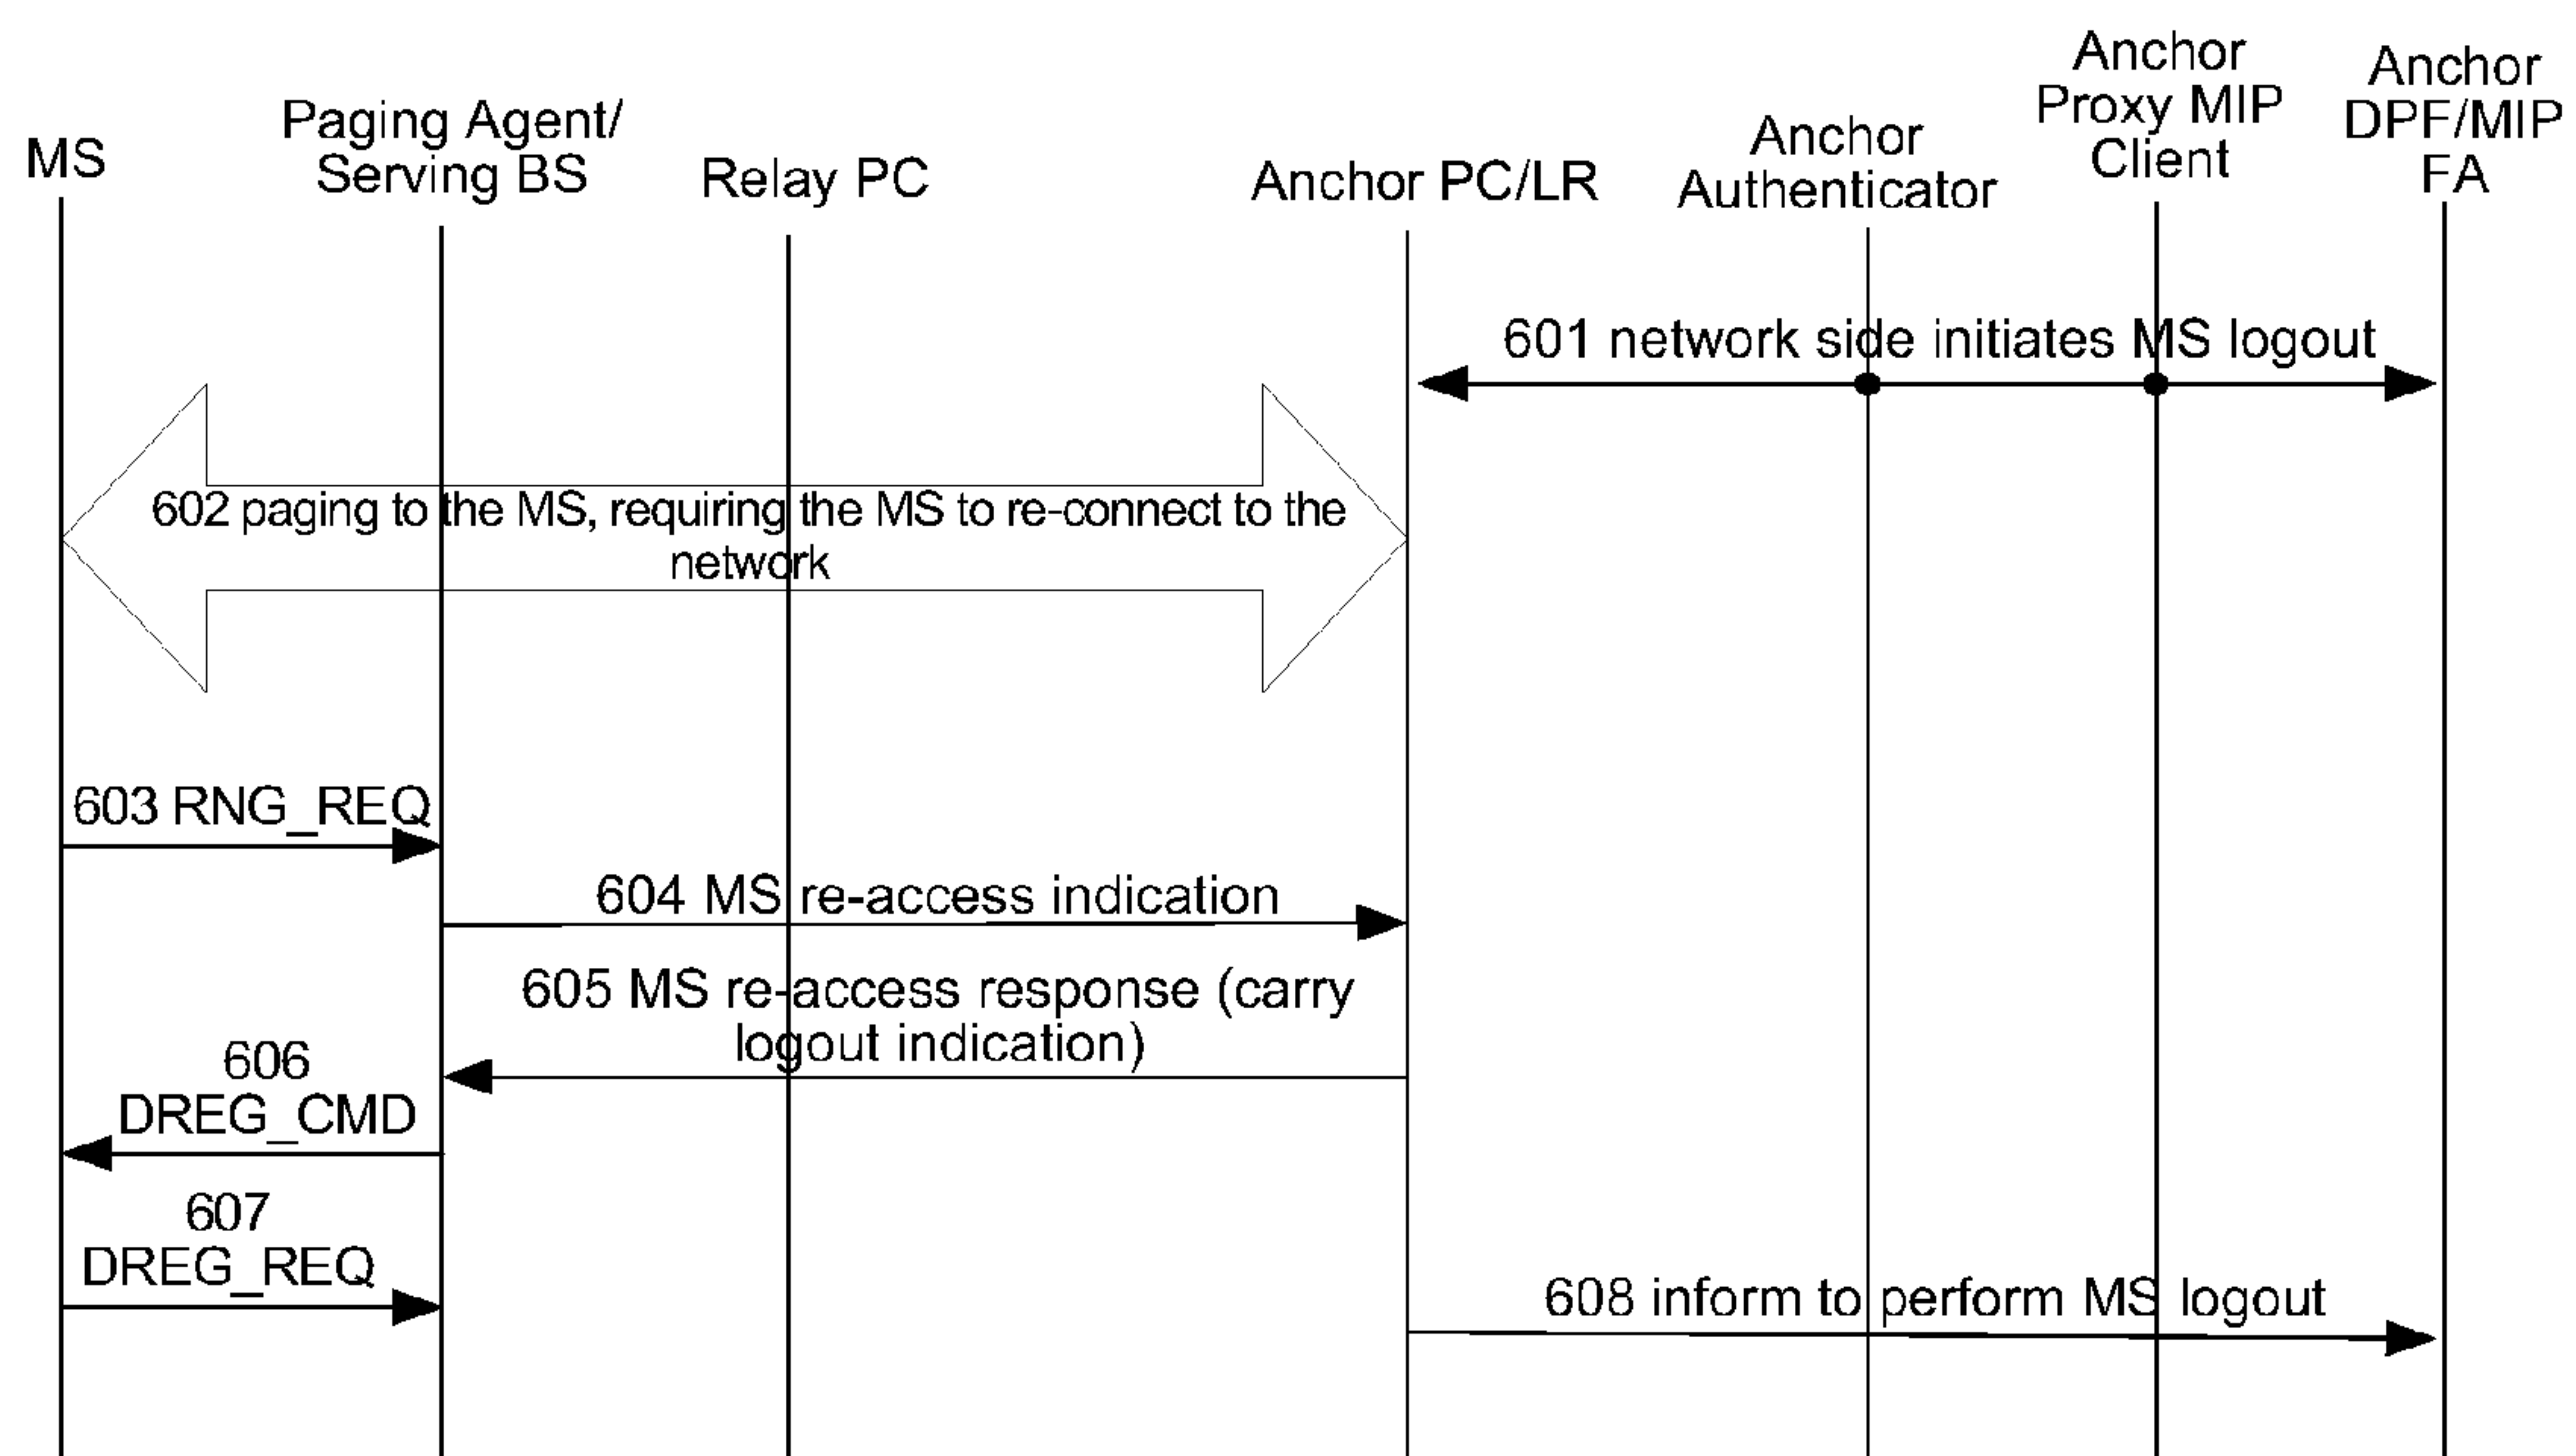 MS
Paging Agent/
Serving BS
Relay PC
Anchor PC/LR
Anchor
Authenticator
Anchor
Proxy MIP
Client
Anchor
DPF/MIP
FA
601 network side initiates MS logout
602 paging to the MS, requiring the MS to re-connect to the
network
603 RNG_REQ
604 MS re-access indication
605 MS re-access response (carry
logout indication)
606
DREG_CMD
607
DREG_REQ
608 inform to perform MS logout